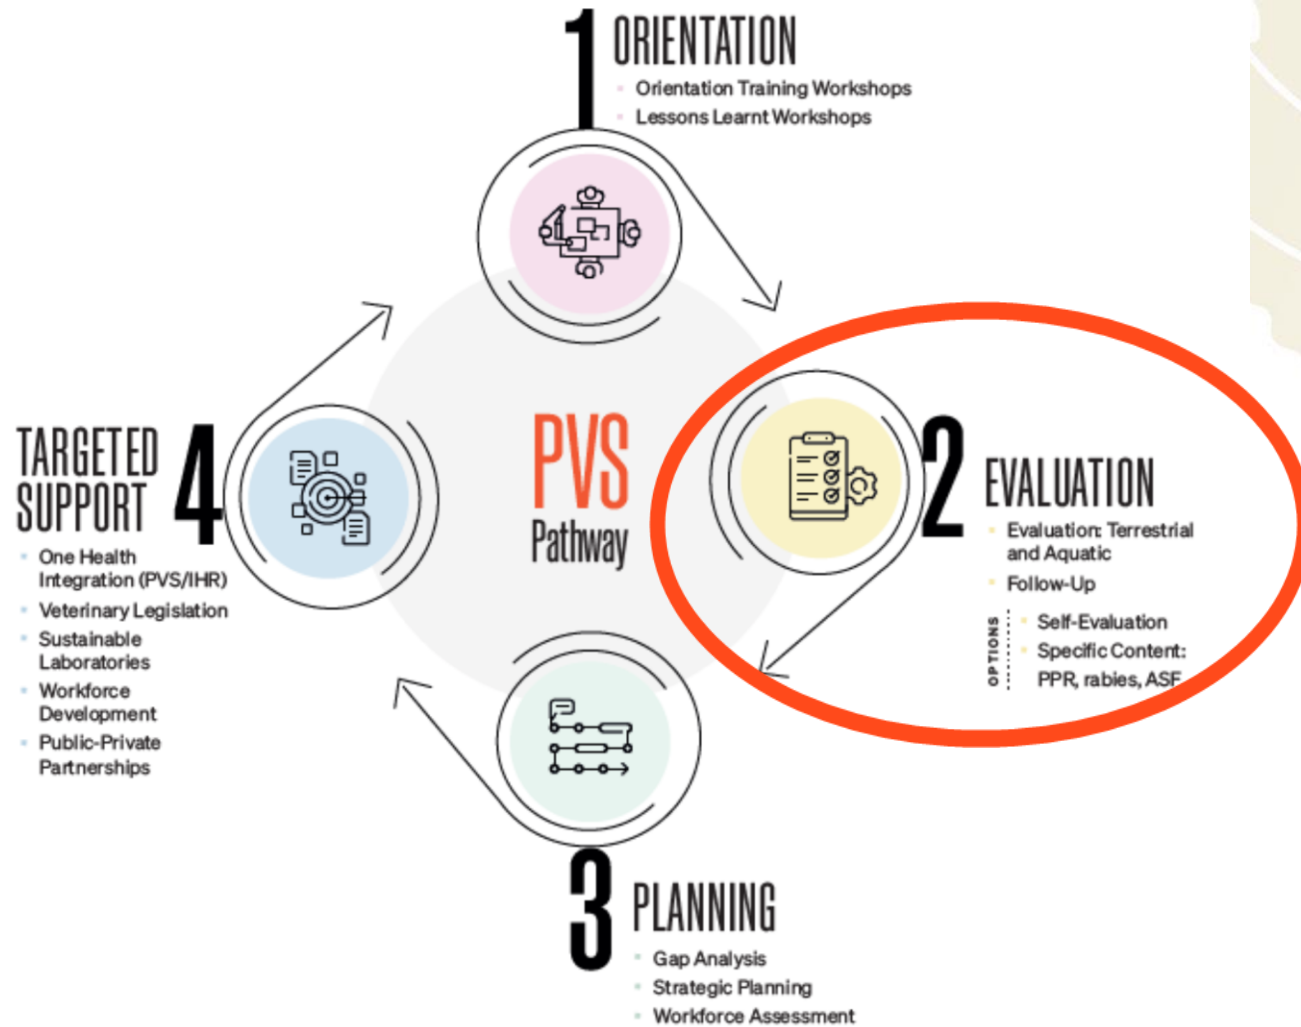 1
ORIENTATION
Orientation Training Workshops
Lessons Learnt Workshops
PVS
Pathway
2
EVALUATION
Evaluation: Terrestrial
and Aquatic
Follow-Up
OPTIONS
Self-Evaluation
Specific Content:
PPR, rabies, ASF
3
PLANNING
Gap Analysis
Strategic Planning
Workforce Assessment
TARGETED
SUPPORT
4
One Health
Integration (PVS/IHR)
Veterinary Legislation
Sustainable
Laboratories
Workforce
Development
Public-Private
Partnerships